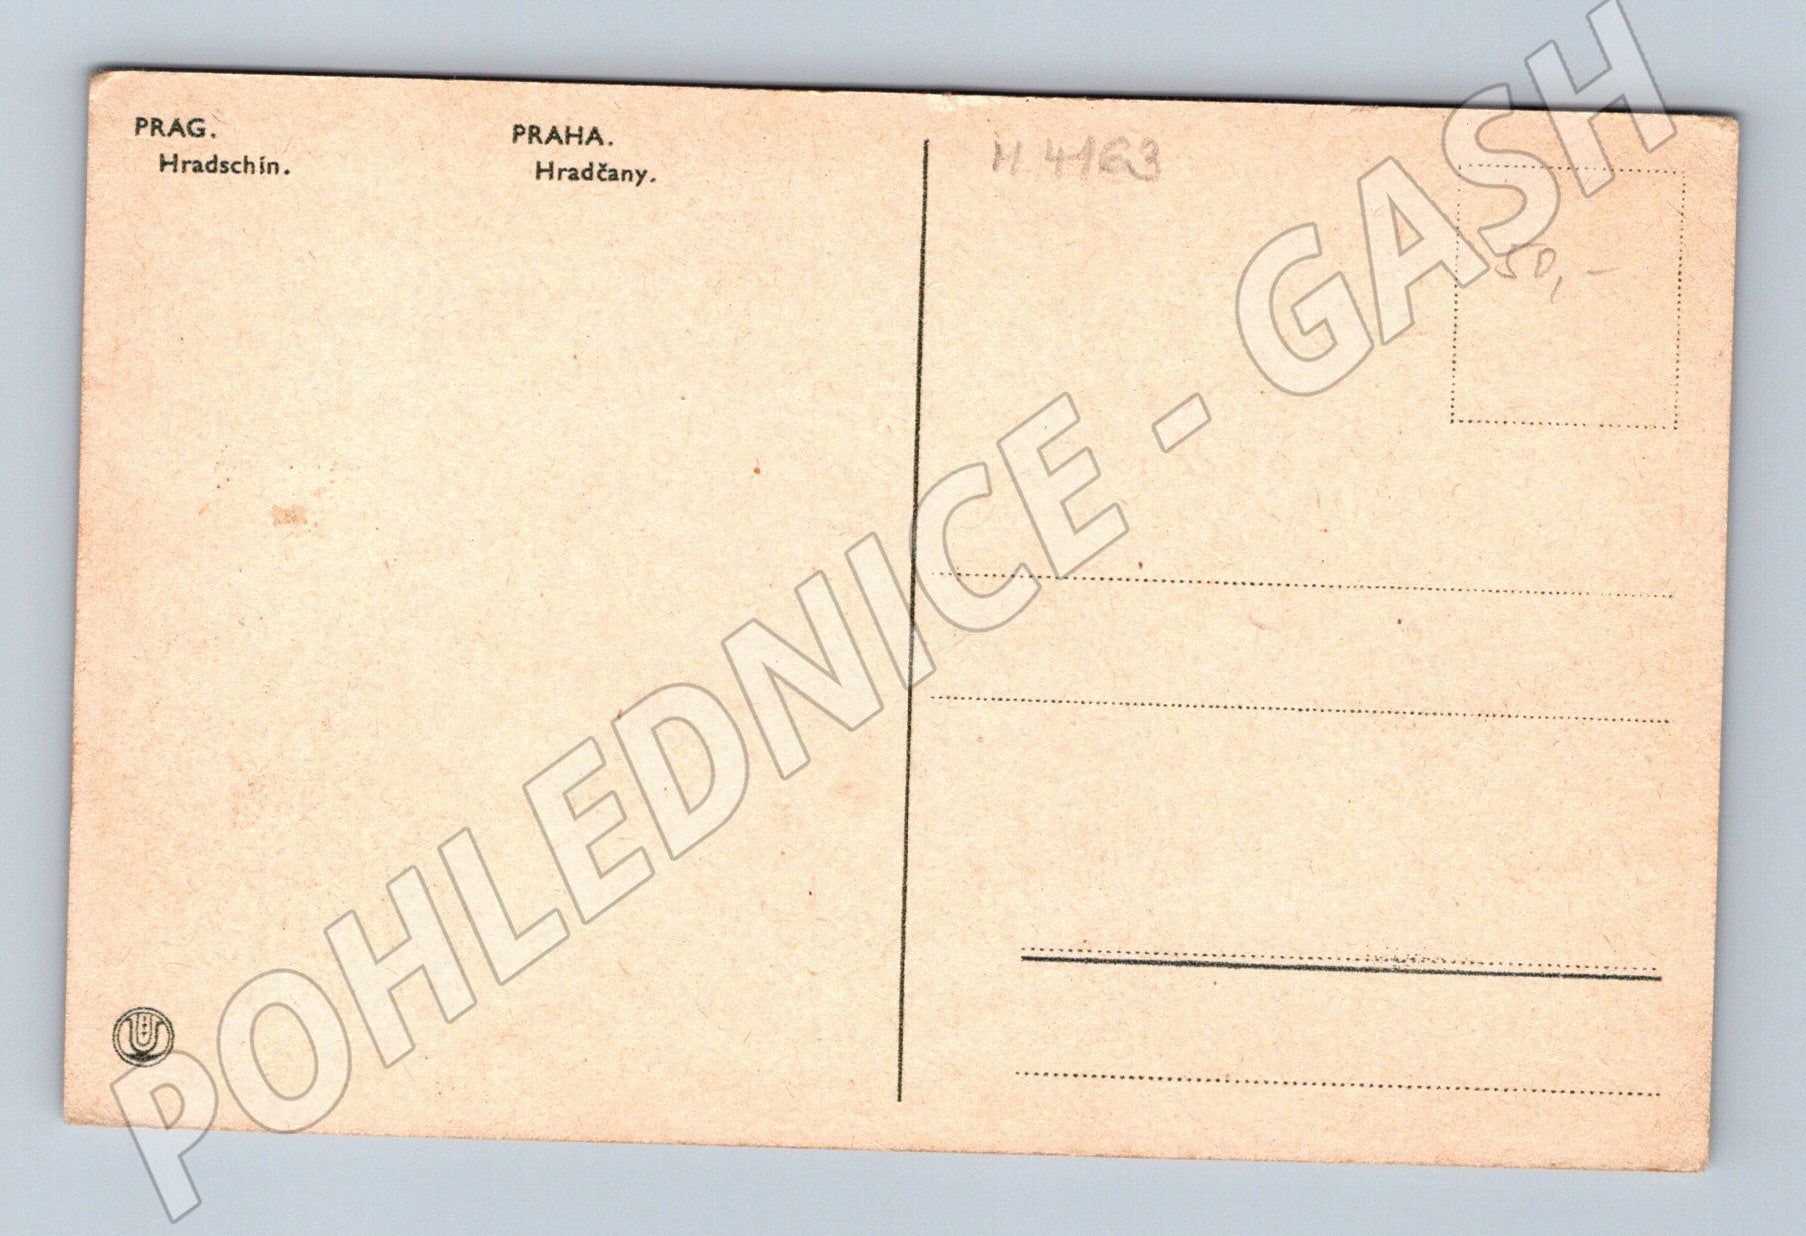 PRAG.
Hradschin.
PRAHA.
Hradčany.
H 4163
50,-
POHLEDNICE - GASH